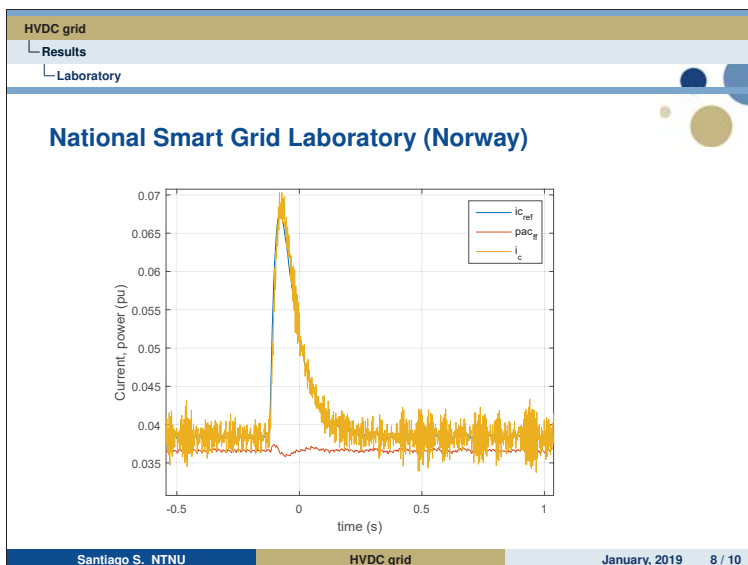 HVDC grid
Results
Laboratory
National Smart Grid Laboratory (Norway)
0.07
0.065
0.06
0.055
0.05
0.045
0.04
0.035
Current, power (pu)
ic_ref
pac_ff
i_c
-0.5 0 0.5 1
time (s)
Santiago S. NTNU HVDC grid January, 2019 8 / 10